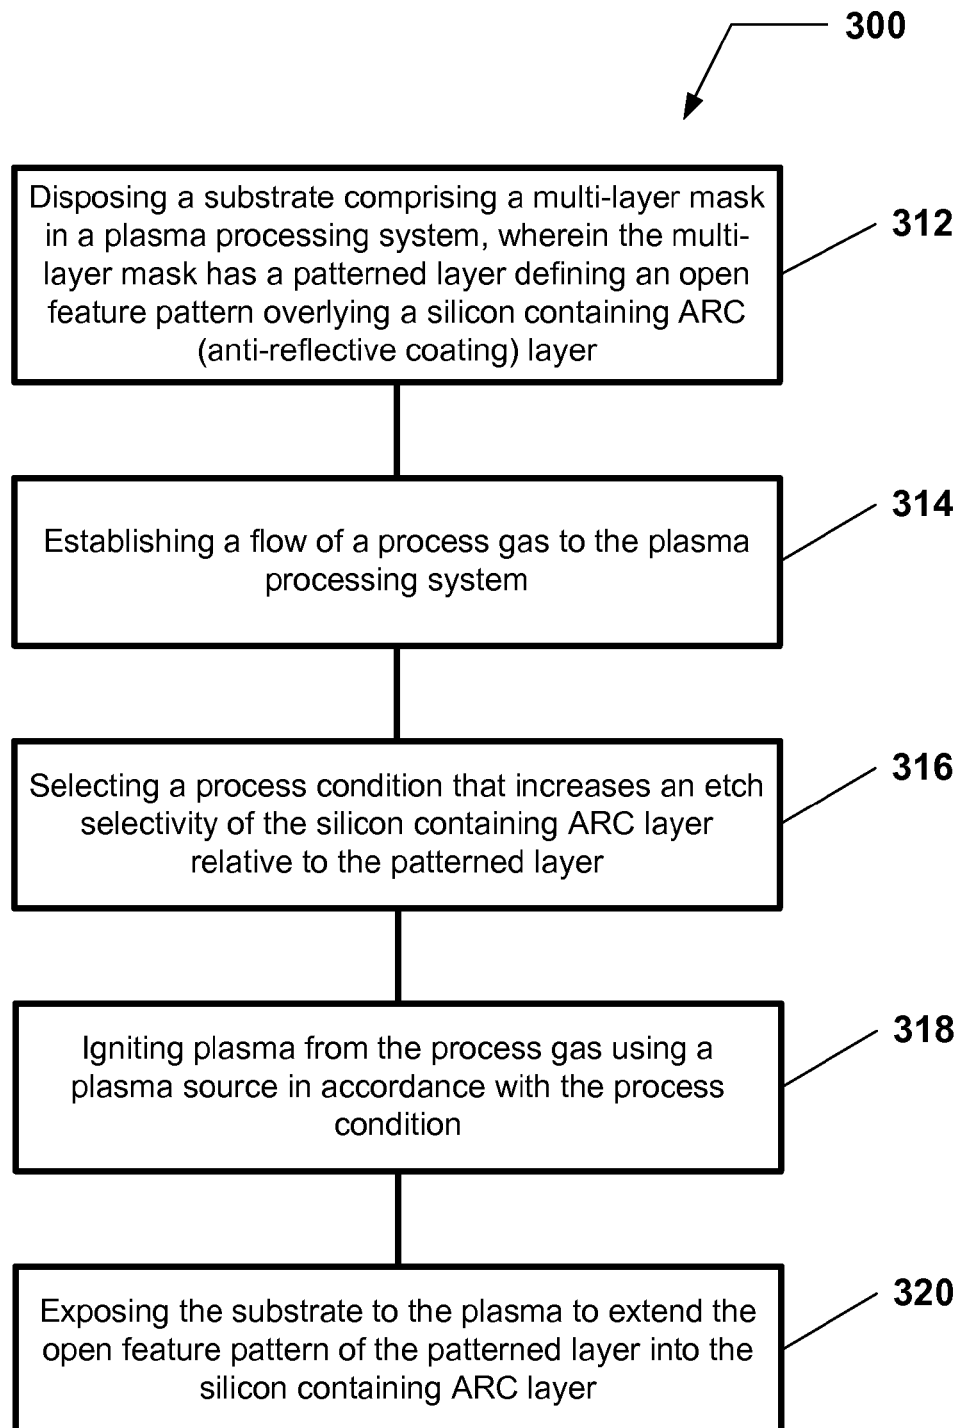 300
Disposing a substrate comprising a multi-layer mask
in a plasma processing system, wherein the multi-
layer mask has a patterned layer defining an open
feature pattern overlying a silicon containing ARC
(anti-reflective coating) layer
312
Establishing a flow of a process gas to the plasma
processing system
314
Selecting a process condition that increases an etch
selectivity of the silicon containing ARC layer
relative to the patterned layer
316
Igniting plasma from the process gas using a
plasma source in accordance with the process
condition
318
Exposing the substrate to the plasma to extend the
open feature pattern of the patterned layer into the
silicon containing ARC layer
320